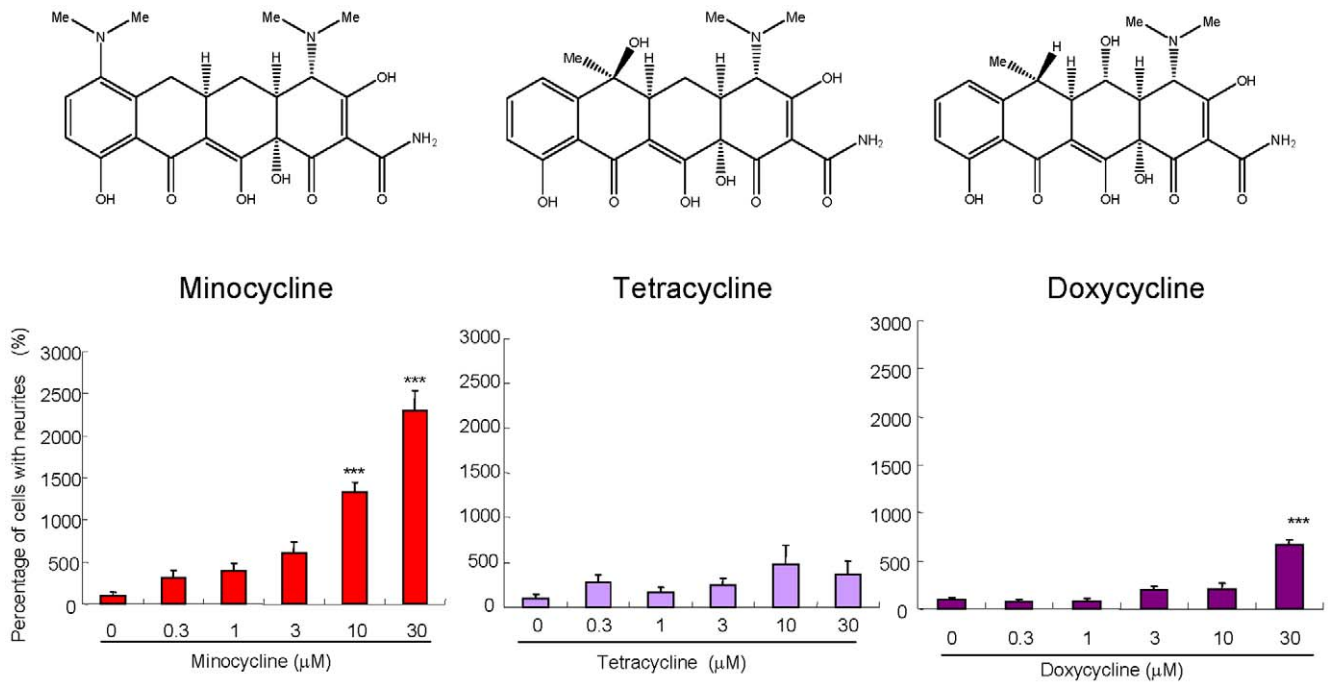 Me Me Me Me
N N
H H
OH
NH₂
OH O OH OH O O
Me Me
OH N
Me H H
OH
NH₂
OH O OH OH O O
Me Me
H OH N
Me H H
OH
NH₂
OH O OH OH O O
Minocycline
Tetracycline
Doxycycline
Percentage of cells with neurites (%)
3000
2500
2000
1500
1000
500
0
*** ***
0 0.3 1 3 10 30
Minocycline (μM)
3000
2500
2000
1500
1000
500
0
0 0.3 1 3 10 30
Tetracycline (μM)
3000
2500
2000
1500
1000
500
0
***
0 0.3 1 3 10 30
Doxycycline (μM)